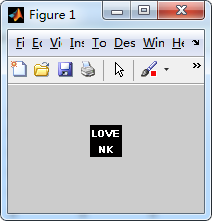 Figure 1
Fi Ec Vi Ins To Des Win He
LOVE
NK